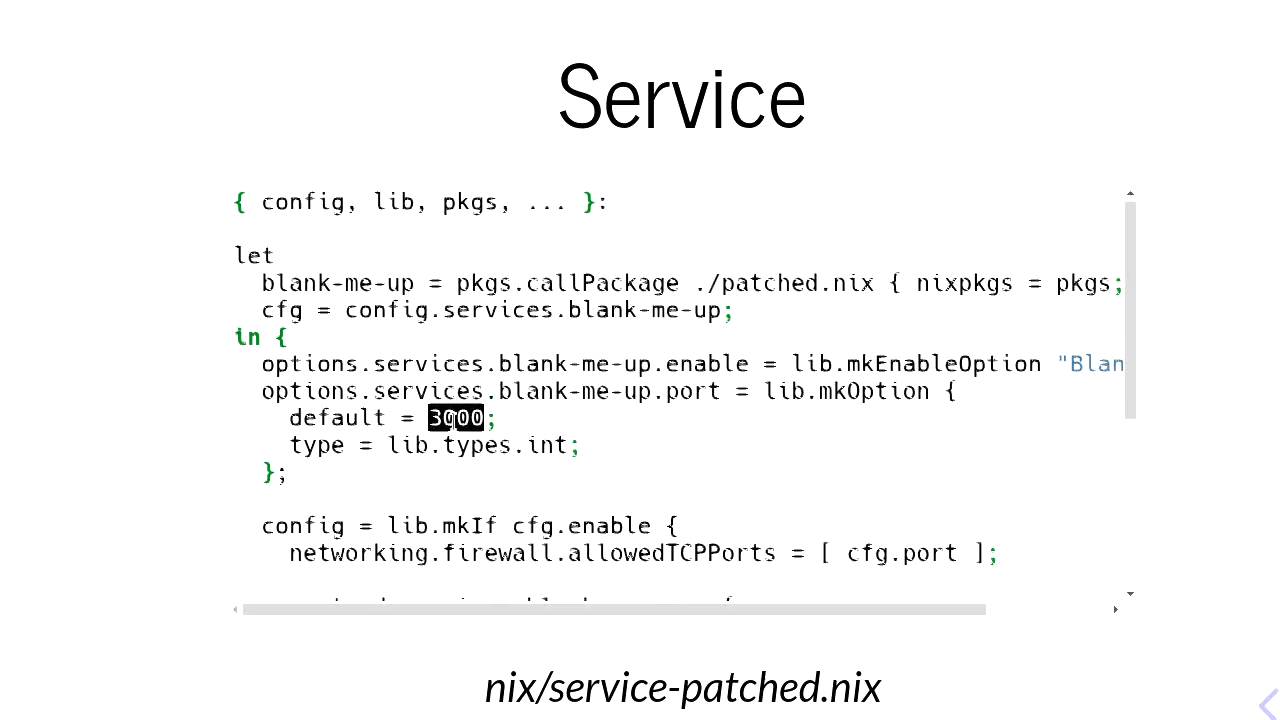 Service
{ config, lib, pkgs, ... }:
let
  blank-me-up = pkgs.callPackage ./patched.nix { nixpkgs = pkgs;
  cfg = config.services.blank-me-up;
in {
  options.services.blank-me-up.enable = lib.mkEnableOption "Blan
  options.services.blank-me-up.port = lib.mkOption {
    default = 3000;
    type = lib.types.int;
  };
  config = lib.mkIf cfg.enable {
    networking.firewall.allowedTCPPorts = [ cfg.port ];
nix/service-patched.nix